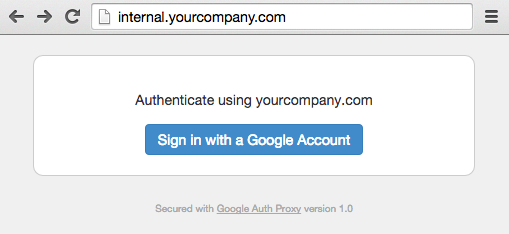 internal.yourcompany.com
Authenticate using yourcompany.com
Sign in with a Google Account
Secured with Google Auth Proxy version 1.0